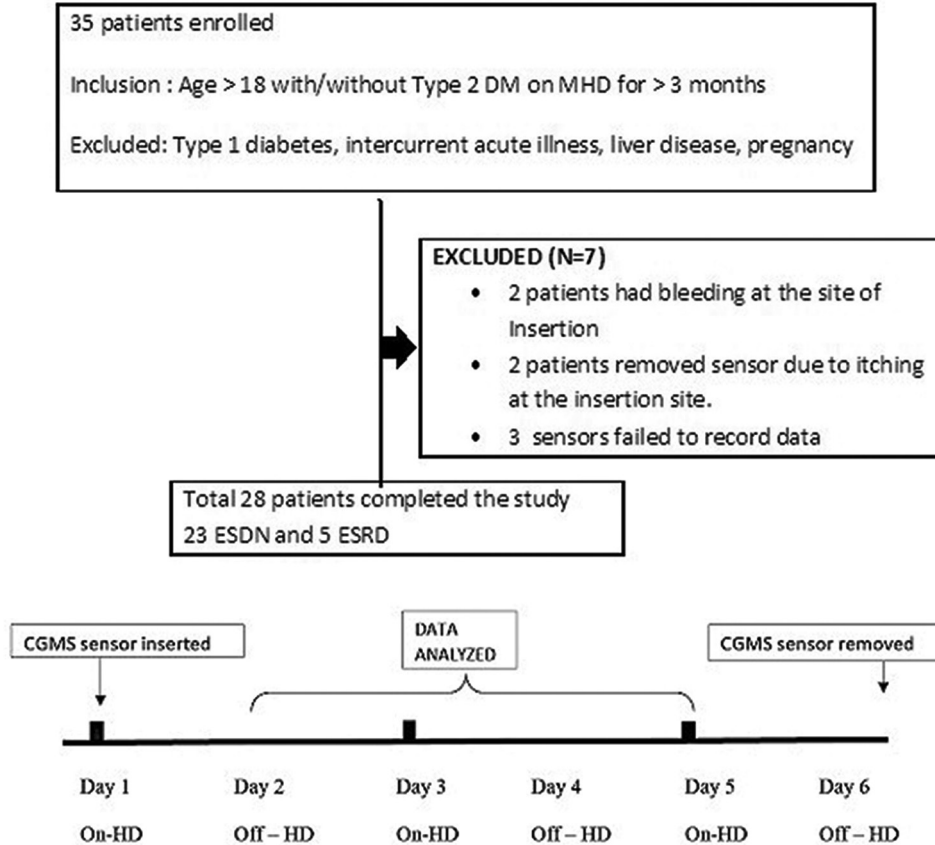 35 patients enrolled
Inclusion : Age > 18 with/without Type 2 DM on MHD for > 3 months
Excluded: Type 1 diabetes, intercurrent acute illness, liver disease, pregnancy
EXCLUDED (N=7)
• 2 patients had bleeding at the site of
Insertion
• 2 patients removed sensor due to itching
at the insertion site.
• 3 sensors failed to record data
Total 28 patients completed the study
23 ESDN and 5 ESRD
CGMS sensor inserted
DATA
ANALYZED
CGMS sensor removed
Day 1 Day 2 Day 3 Day 4 Day 5 Day 6
On-HD Off – HD On-HD Off – HD On-HD Off – HD